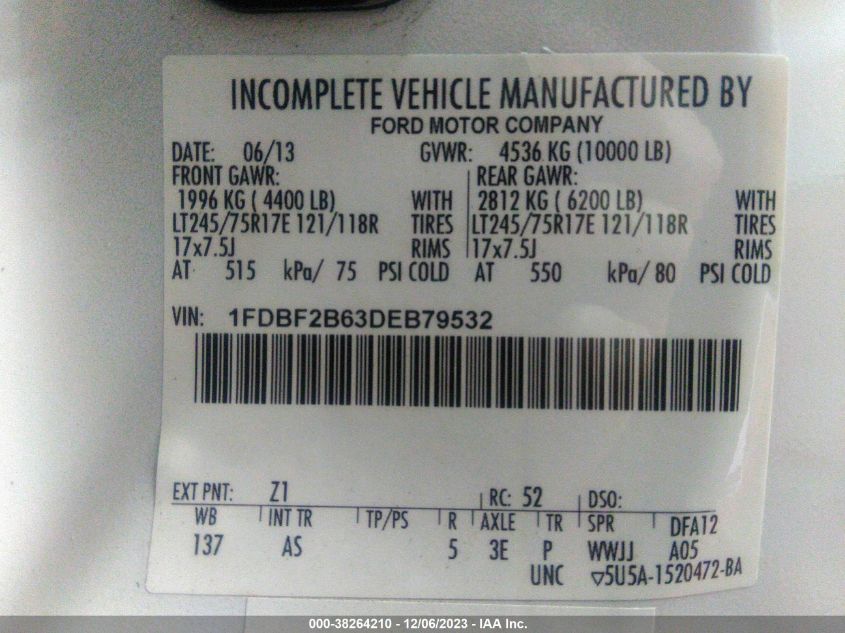 INCOMPLETE VEHICLE MANUFACTURED BY
FORD MOTOR COMPANY
DATE: 06/13 GVWR: 4536 KG (10000 LB)
FRONT GAWR: REAR GAWR:
1996 KG ( 4400 LB) WITH 2812 KG ( 6200 LB) WITH
LT245/75R17E 121/118R TIRES LT245/75R17E 121/118R TIRES
17x7.5J RIMS 17x7.5J RIMS
AT 515 kPa/ 75 PSI COLD AT 550 kPa/ 80 PSI COLD
VIN: 1FDBF2B63DEB79532
EXT PNT: Z1 RC: 52 DSO:
WB INT TR TP/PS R AXLE TR SPR DFA12
137 AS 5 3E P WWJJ A05
UNC ▽5U5A-1520472-BA
000-38264210 - 12/06/2023 - IAA Inc.